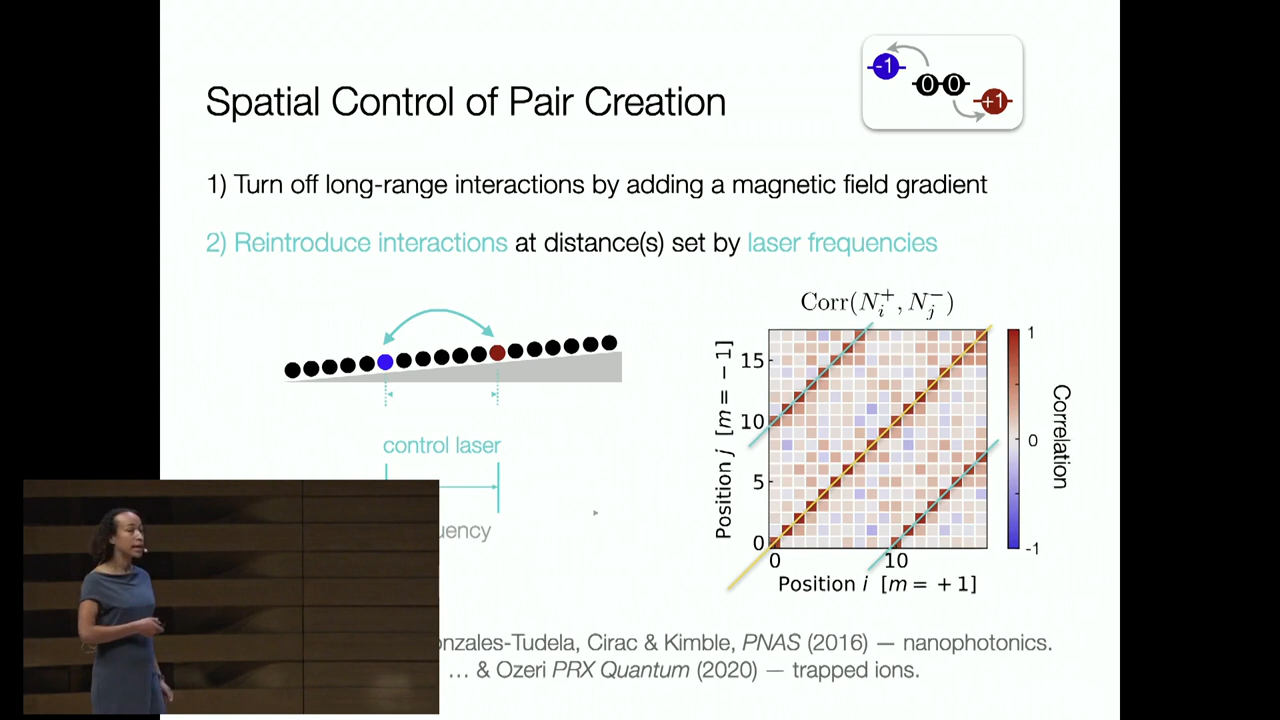 -1
0 0
+1
Spatial Control of Pair Creation
1) Turn off long-range interactions by adding a magnetic field gradient
2) Reintroduce interactions at distance(s) set by laser frequencies
control laser
uency
Corr(N_i^+, N_j^-)
Position j [m = −1]
15
10
5
0
0 10
Position i [m = +1]
1
0
-1
Correlation
onzales-Tudela, Cirac & Kimble, PNAS (2016) — nanophotonics.
… & Ozeri PRX Quantum (2020) — trapped ions.